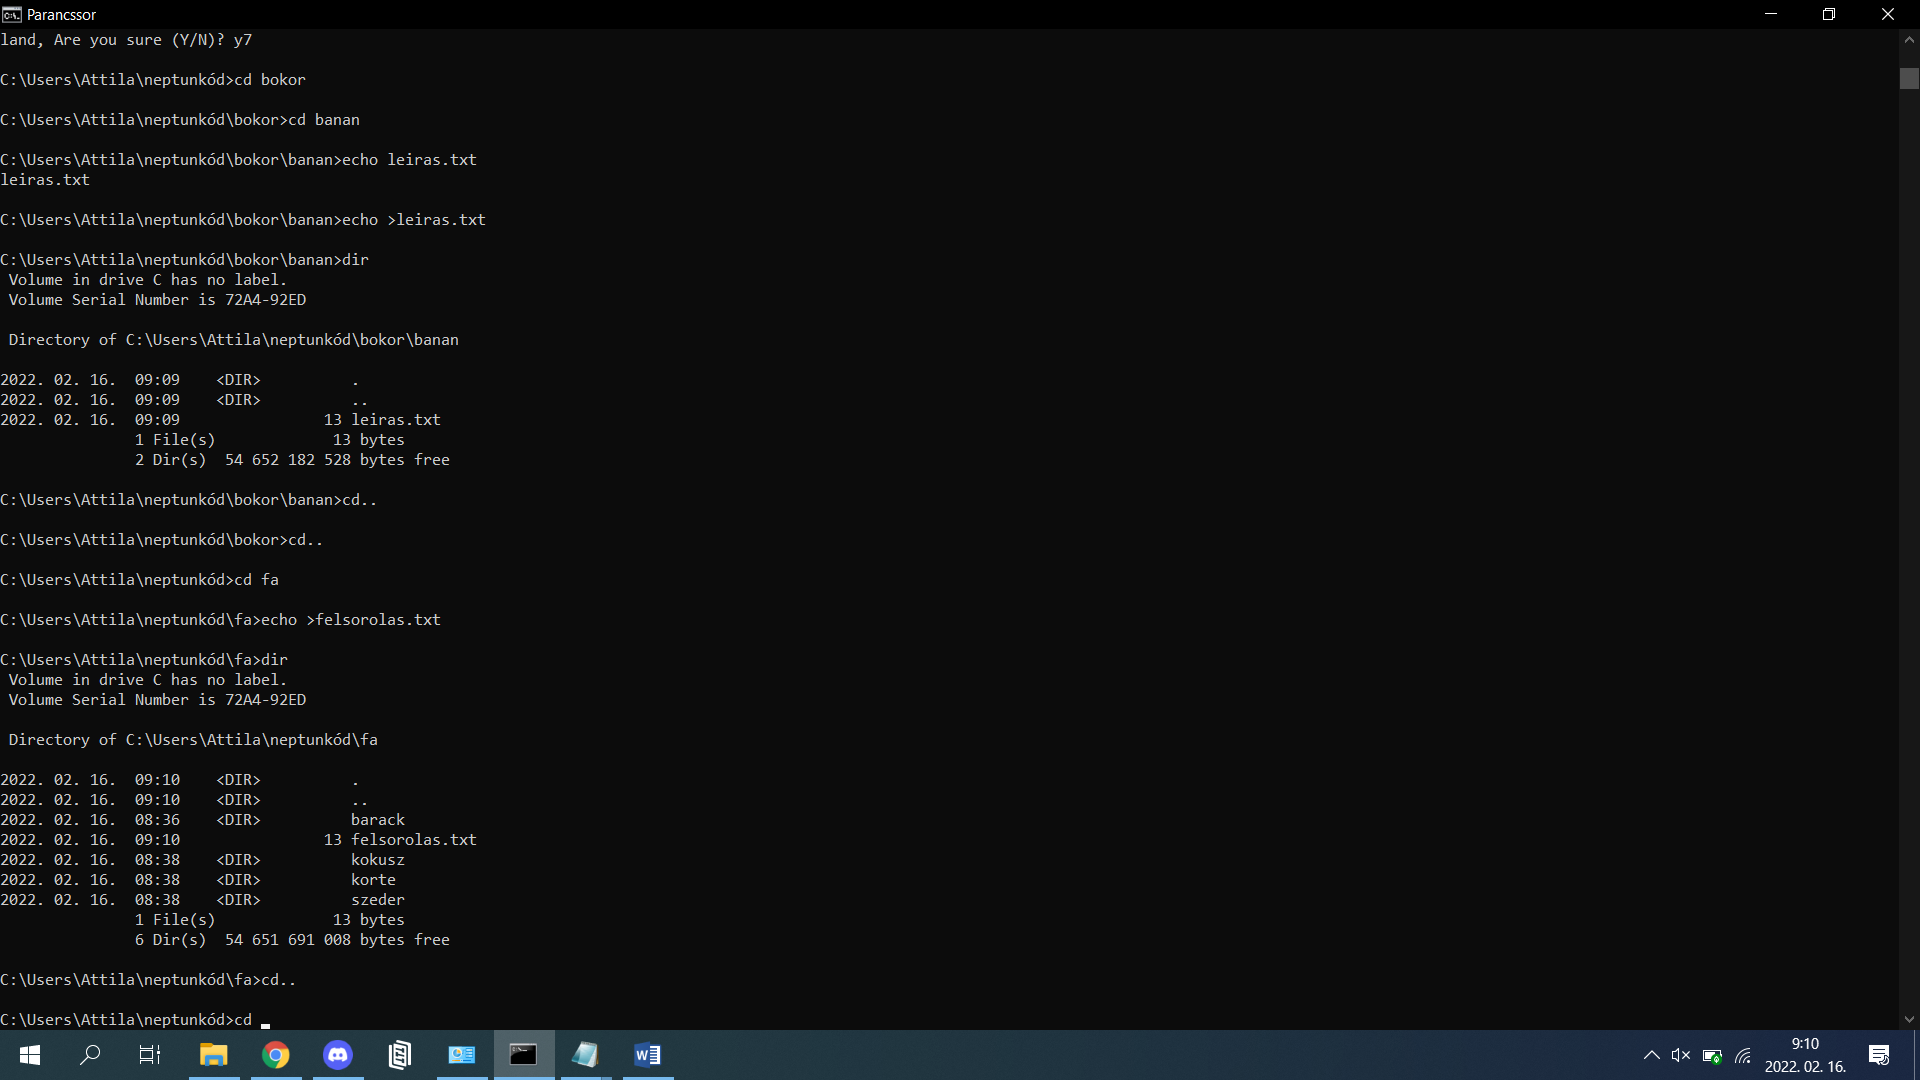 Parancssor
land, Are you sure (Y/N)? y7
C:\Users\Attila\neptunkód>cd bokor
C:\Users\Attila\neptunkód\bokor>cd banan
C:\Users\Attila\neptunkód\bokor\banan>echo leiras.txt
leiras.txt
C:\Users\Attila\neptunkód\bokor\banan>echo >leiras.txt
C:\Users\Attila\neptunkód\bokor\banan>dir
Volume in drive C has no label.
Volume Serial Number is 72A4-92ED
Directory of C:\Users\Attila\neptunkód\bokor\banan
2022. 02. 16.  09:09    <DIR>          .
2022. 02. 16.  09:09    <DIR>          ..
2022. 02. 16.  09:09                13 leiras.txt
1 File(s)             13 bytes
2 Dir(s)  54 652 182 528 bytes free
C:\Users\Attila\neptunkód\bokor\banan>cd..
C:\Users\Attila\neptunkód\bokor>cd..
C:\Users\Attila\neptunkód>cd fa
C:\Users\Attila\neptunkód\fa>echo >felsorolas.txt
C:\Users\Attila\neptunkód\fa>dir
Volume in drive C has no label.
Volume Serial Number is 72A4-92ED
Directory of C:\Users\Attila\neptunkód\fa
2022. 02. 16.  09:10    <DIR>          .
2022. 02. 16.  09:10    <DIR>          ..
2022. 02. 16.  08:36    <DIR>          barack
2022. 02. 16.  09:10                13 felsorolas.txt
2022. 02. 16.  08:38    <DIR>          kokusz
2022. 02. 16.  08:38    <DIR>          korte
2022. 02. 16.  08:38    <DIR>          szeder
1 File(s)             13 bytes
6 Dir(s)  54 651 691 008 bytes free
C:\Users\Attila\neptunkód\fa>cd..
C:\Users\Attila\neptunkód>cd
9:10
2022. 02. 16.